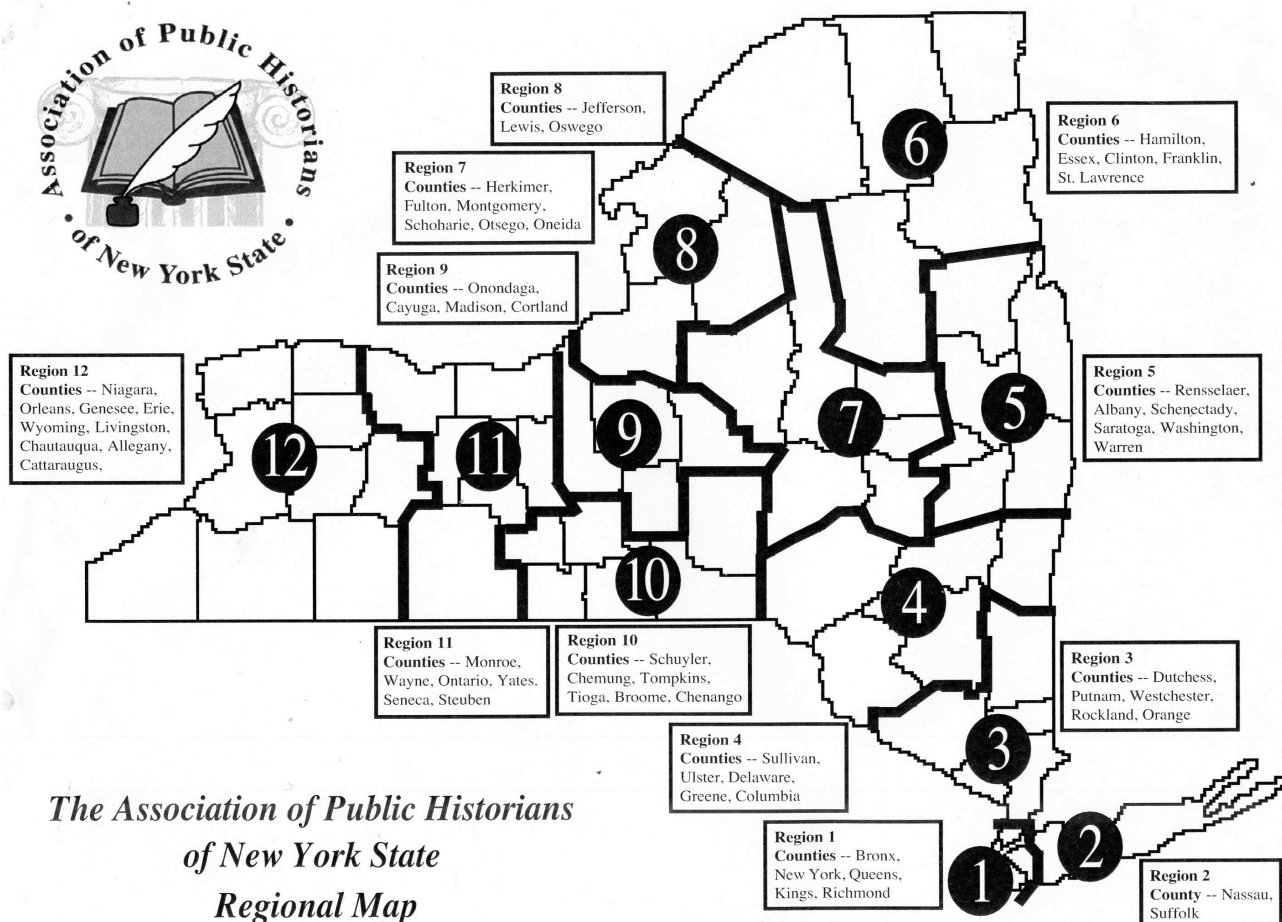 Association of Public Historians
• of New York State •
Region 8
Counties -- Jefferson,
Lewis, Oswego
Region 7
Counties -- Herkimer,
Fulton, Montgomery,
Schoharie, Otsego, Oneida
Region 9
Counties -- Onondaga,
Cayuga, Madison, Cortland
Region 6
Counties -- Hamilton,
Essex, Clinton, Franklin,
St. Lawrence
Region 12
Counties -- Niagara,
Orleans, Genesee, Erie,
Wyoming, Livingston,
Chautauqua, Allegany,
Cattaraugus,
Region 5
Counties -- Rensselaer,
Albany, Schenectady,
Saratoga, Washington,
Warren
6
8
5
7
9
11
12
10
4
3
2
1
Region 11
Counties -- Monroe,
Wayne, Ontario, Yates.
Seneca, Steuben
Region 10
Counties -- Schuyler,
Chemung, Tompkins,
Tioga, Broome, Chenango
Region 3
Counties -- Dutchess,
Putnam, Westchester,
Rockland, Orange
Region 4
Counties -- Sullivan,
Ulster, Delaware,
Greene, Columbia
Region 1
Counties -- Bronx,
New York, Queens,
Kings, Richmond
Region 2
County -- Nassau,
Suffolk
The Association of Public Historians
of New York State
Regional Map